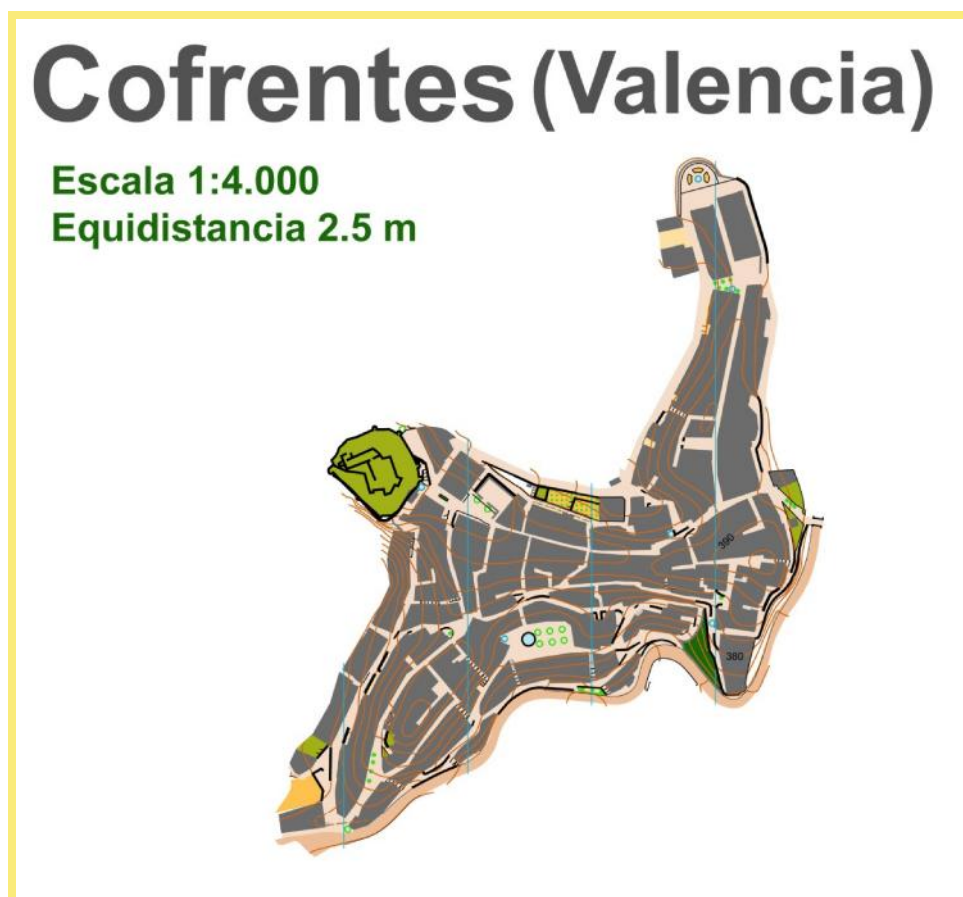 Cofrentes (Valencia)
Escala 1:4.000
Equidistancia 2.5 m
390
380